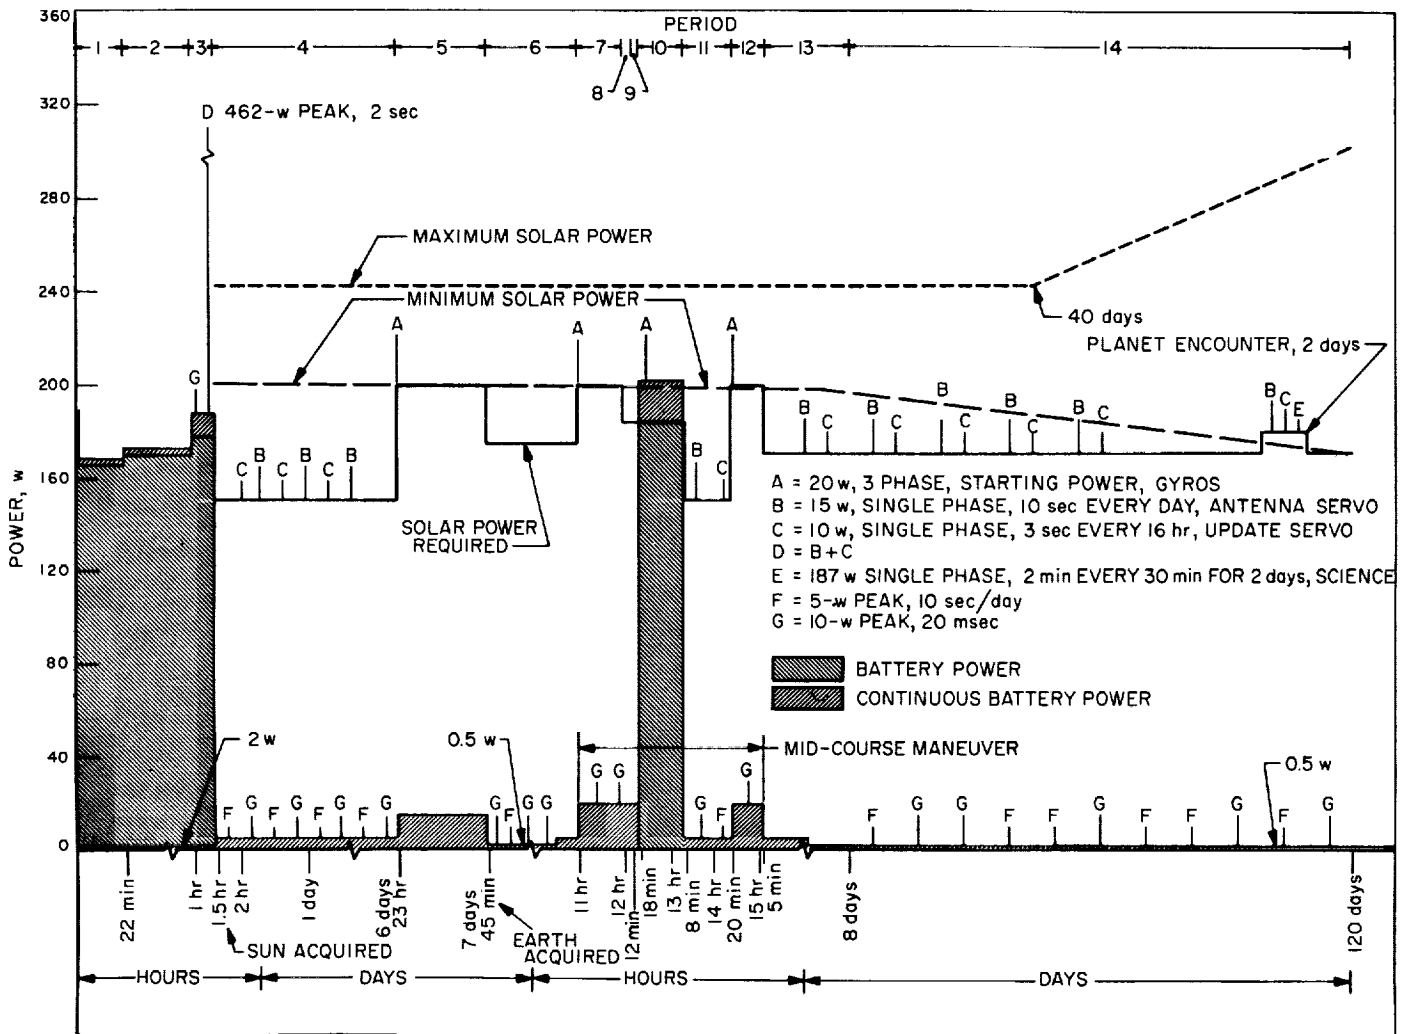 PERIOD
1 2 3 4 5 6 7 10 11 12 13 14
8 9
360
320
280
240
200
160
120
80
40
0
POWER, w
D 462-w PEAK, 2 sec
MAXIMUM SOLAR POWER
MINIMUM SOLAR POWER
40 days
PLANET ENCOUNTER, 2 days
A A A A
G
B C B C B C B C B C
B C E
C B C B C B
B C
SOLAR POWER
REQUIRED
A = 20 w, 3 PHASE, STARTING POWER, GYROS
B = 15 w, SINGLE PHASE, 10 sec EVERY DAY, ANTENNA SERVO
C = 10 w, SINGLE PHASE, 3 sec EVERY 16 hr, UPDATE SERVO
D = B+C
E = 187 w SINGLE PHASE, 2 min EVERY 30 min FOR 2 days, SCIENCE
F = 5-w PEAK, 10 sec/day
G = 10-w PEAK, 20 msec
BATTERY POWER
CONTINUOUS BATTERY POWER
2 w
0.5 w
MID-COURSE MANEUVER
0.5 w
F G F G F G F G
G F G G
G G
G F
G
F G G F F G F F G F G
22 min
1 hr
1.5 hr
2 hr
1 day
6 days
23 hr
7 days
45 min
11 hr
12 hr
12 min
18 min
13 hr
8 min
14 hr
20 min
15 hr
5 min
8 days
120 days
SUN ACQUIRED
EARTH
ACQUIRED
HOURS DAYS HOURS DAYS